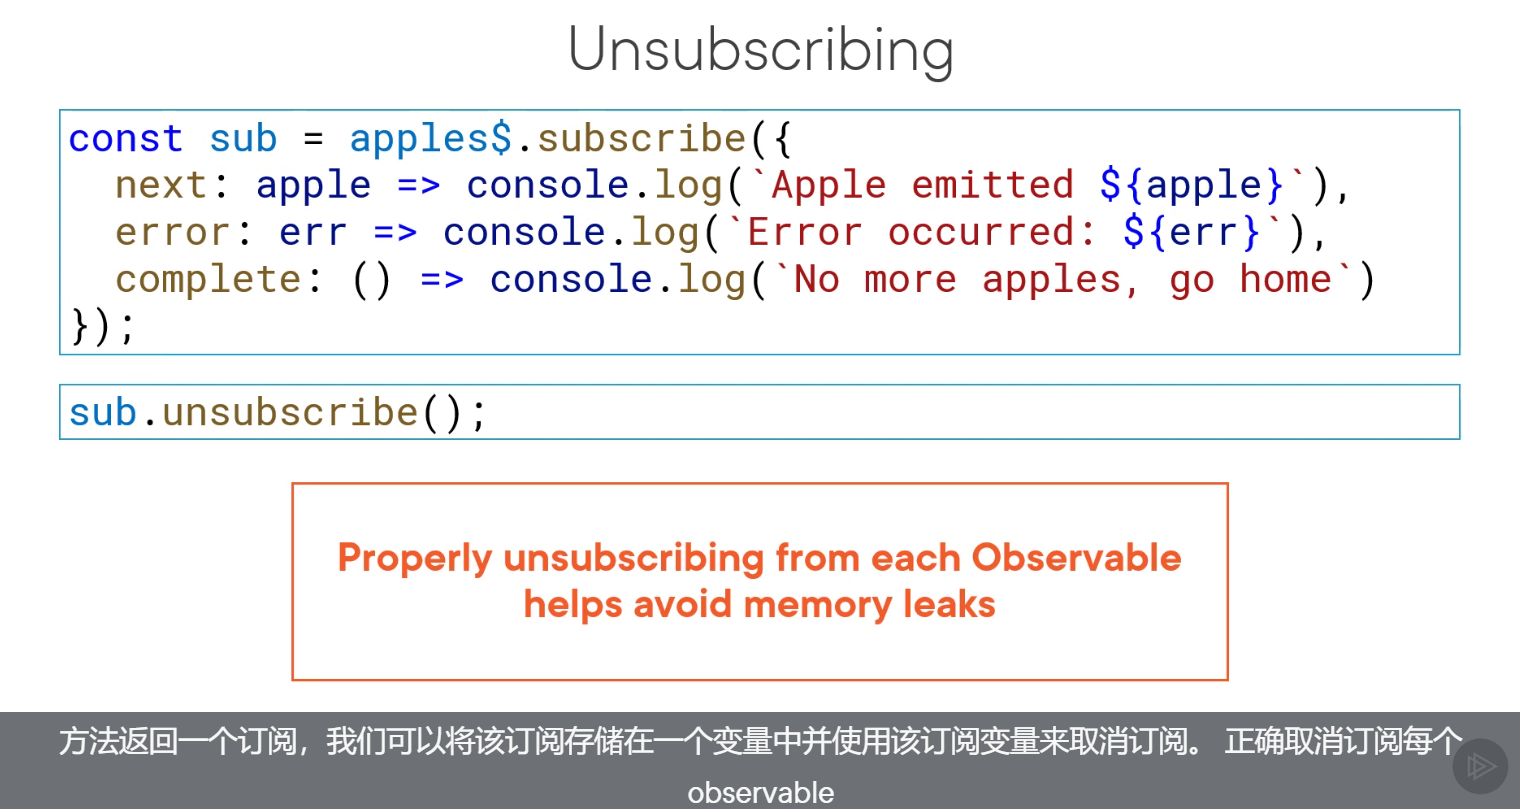 Unsubscribing
const sub = apples$.subscribe({
  next: apple => console.log(`Apple emitted ${apple}`),
  error: err => console.log(`Error occurred: ${err}`),
  complete: () => console.log(`No more apples, go home`)
});
sub.unsubscribe();
Properly unsubscribing from each Observable
helps avoid memory leaks
方法返回一个订阅，我们可以将该订阅存储在一个变量中并使用该订阅变量来取消订阅。 正确取消订阅每个
observable